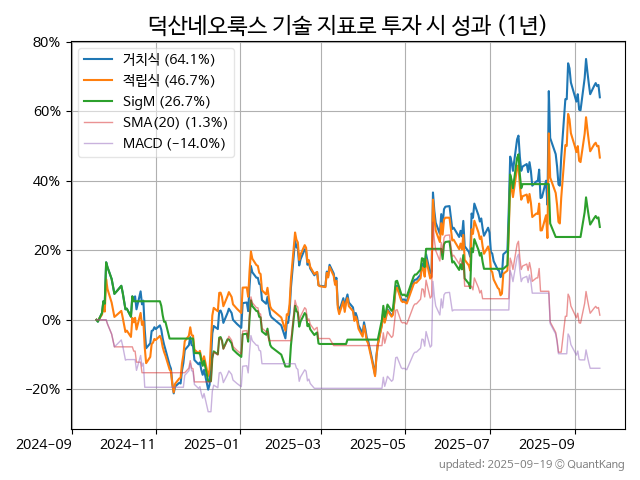 덕산네오룩스 기술 지표로 투자 시 성과 (1년)
80%
60%
40%
20%
0%
−20%
거치식 (64.1%)
적립식 (46.7%)
SigM (26.7%)
SMA(20) (1.3%)
MACD (−14.0%)
2024-09
2024-11
2025-01
2025-03
2025-05
2025-07
2025-09
updated: 2025-09-19 © QuantKang